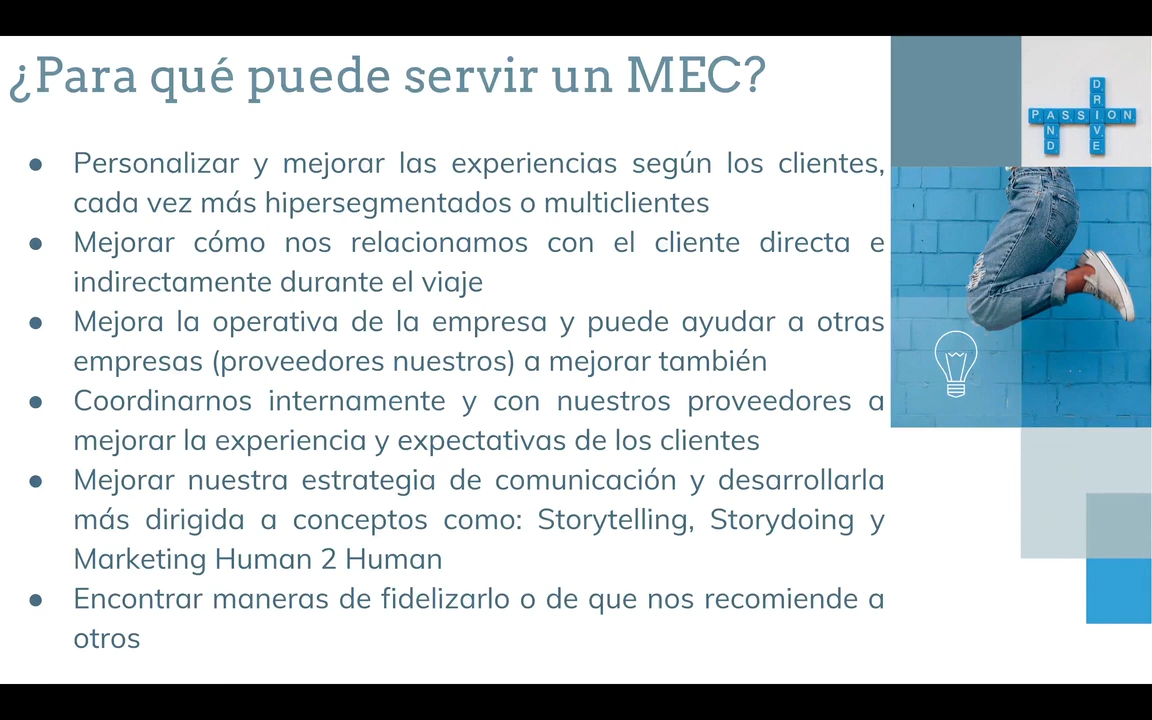 ¿Para qué puede servir un MEC?
● Personalizar y mejorar las experiencias según los clientes,
cada vez más hipersegmentados o multiclientes
● Mejorar cómo nos relacionamos con el cliente directa e
indirectamente durante el viaje
● Mejora la operativa de la empresa y puede ayudar a otras
empresas (proveedores nuestros) a mejorar también
● Coordinarnos internamente y con nuestros proveedores a
mejorar la experiencia y expectativas de los clientes
● Mejorar nuestra estrategia de comunicación y desarrollarla
más dirigida a conceptos como: Storytelling, Storydoing y
Marketing Human 2 Human
● Encontrar maneras de fidelizarlo o de que nos recomiende a
otros
PASSION
AND
DRIVE